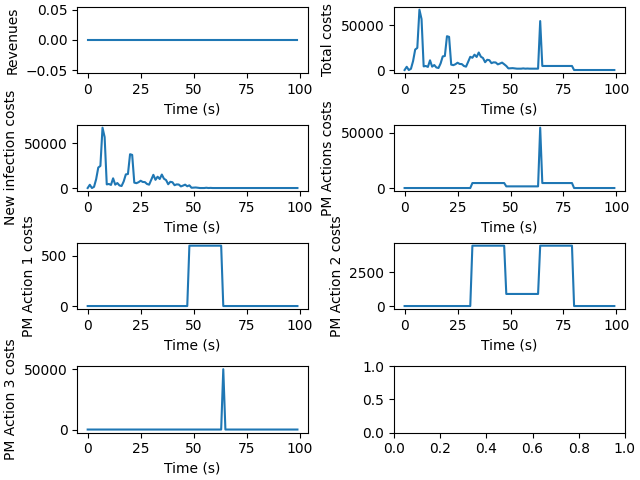 Revenues
0.05
0.00
−0.05
0 25 50 75 100
Time (s)
Total costs
50000
0
0 25 50 75 100
Time (s)
New infection costs
50000
0
0 25 50 75 100
Time (s)
PM Actions costs
50000
0
0 25 50 75 100
Time (s)
PM Action 1 costs
500
0
0 25 50 75 100
Time (s)
PM Action 2 costs
2500
0
0 25 50 75 100
Time (s)
PM Action 3 costs
50000
0
0 25 50 75 100
Time (s)
1.0
0.5
0.0
0.0 0.2 0.4 0.6 0.8 1.0